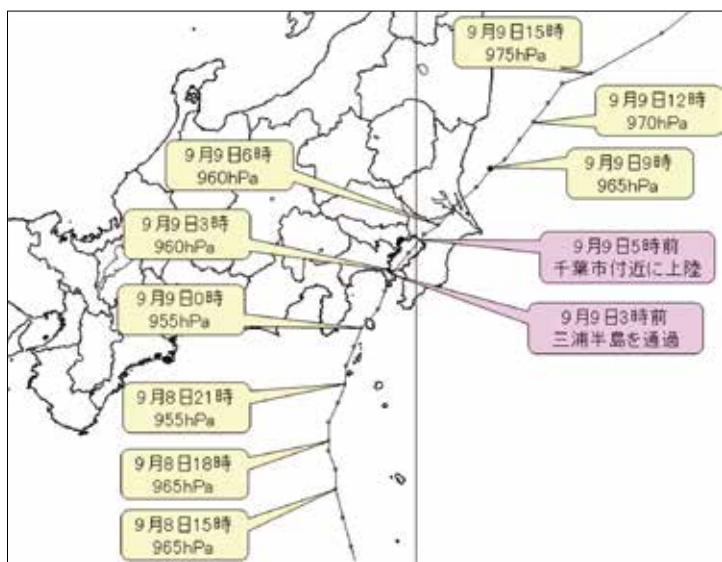 9月9日15時
975hPa
9月9日12時
970hPa
9月9日6時
960hPa
9月9日9時
965hPa
9月9日3時
960hPa
9月9日5時前
千葉市付近に上陸
9月9日0時
955hPa
9月9日3時前
三浦半島を通過
9月8日21時
955hPa
9月8日18時
965hPa
9月8日15時
965hPa